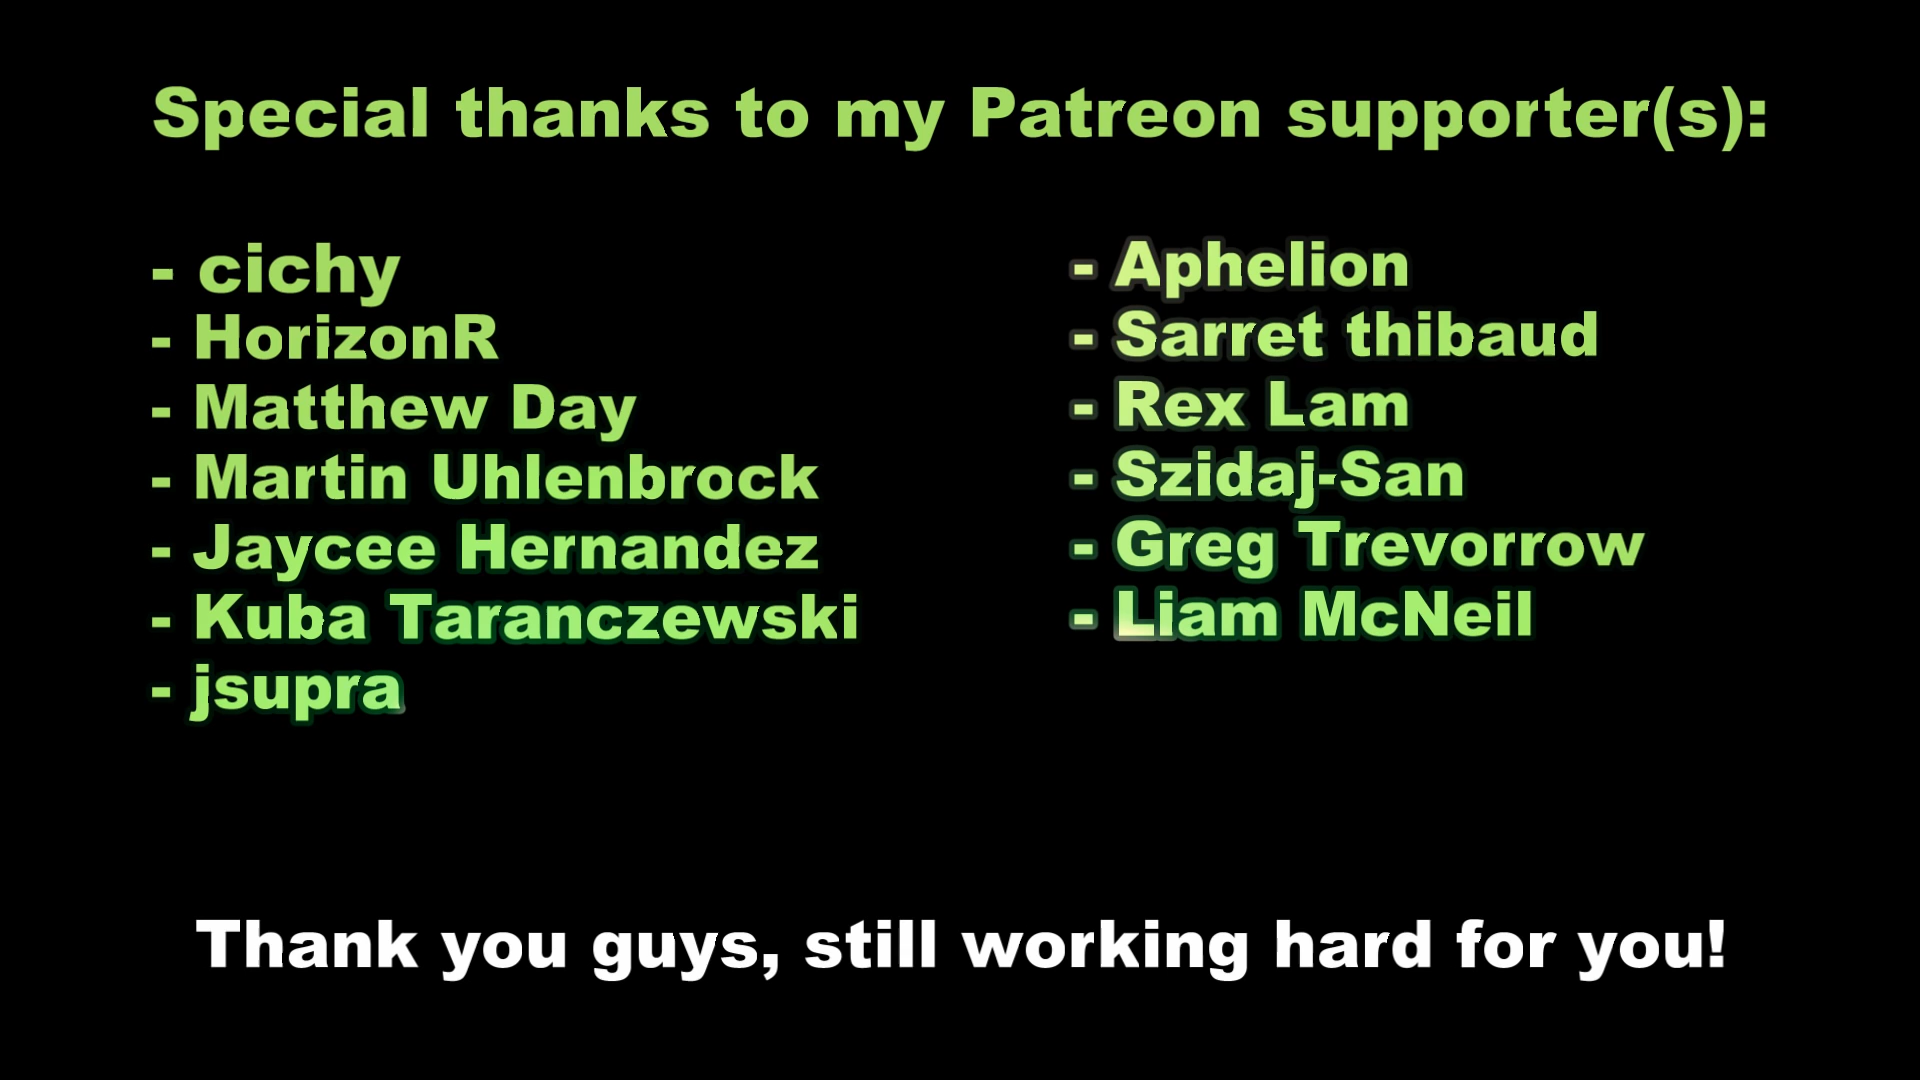 Special thanks to my Patreon supporter(s):
- cichy
- HorizonR
- Matthew Day
- Martin Uhlenbrock
- Jaycee Hernandez
- Kuba Taranczewski
- jsupra
- Aphelion
- Sarret thibaud
- Rex Lam
- Szidaj-San
- Greg Trevorrow
- Liam McNeil
Thank you guys, still working hard for you!